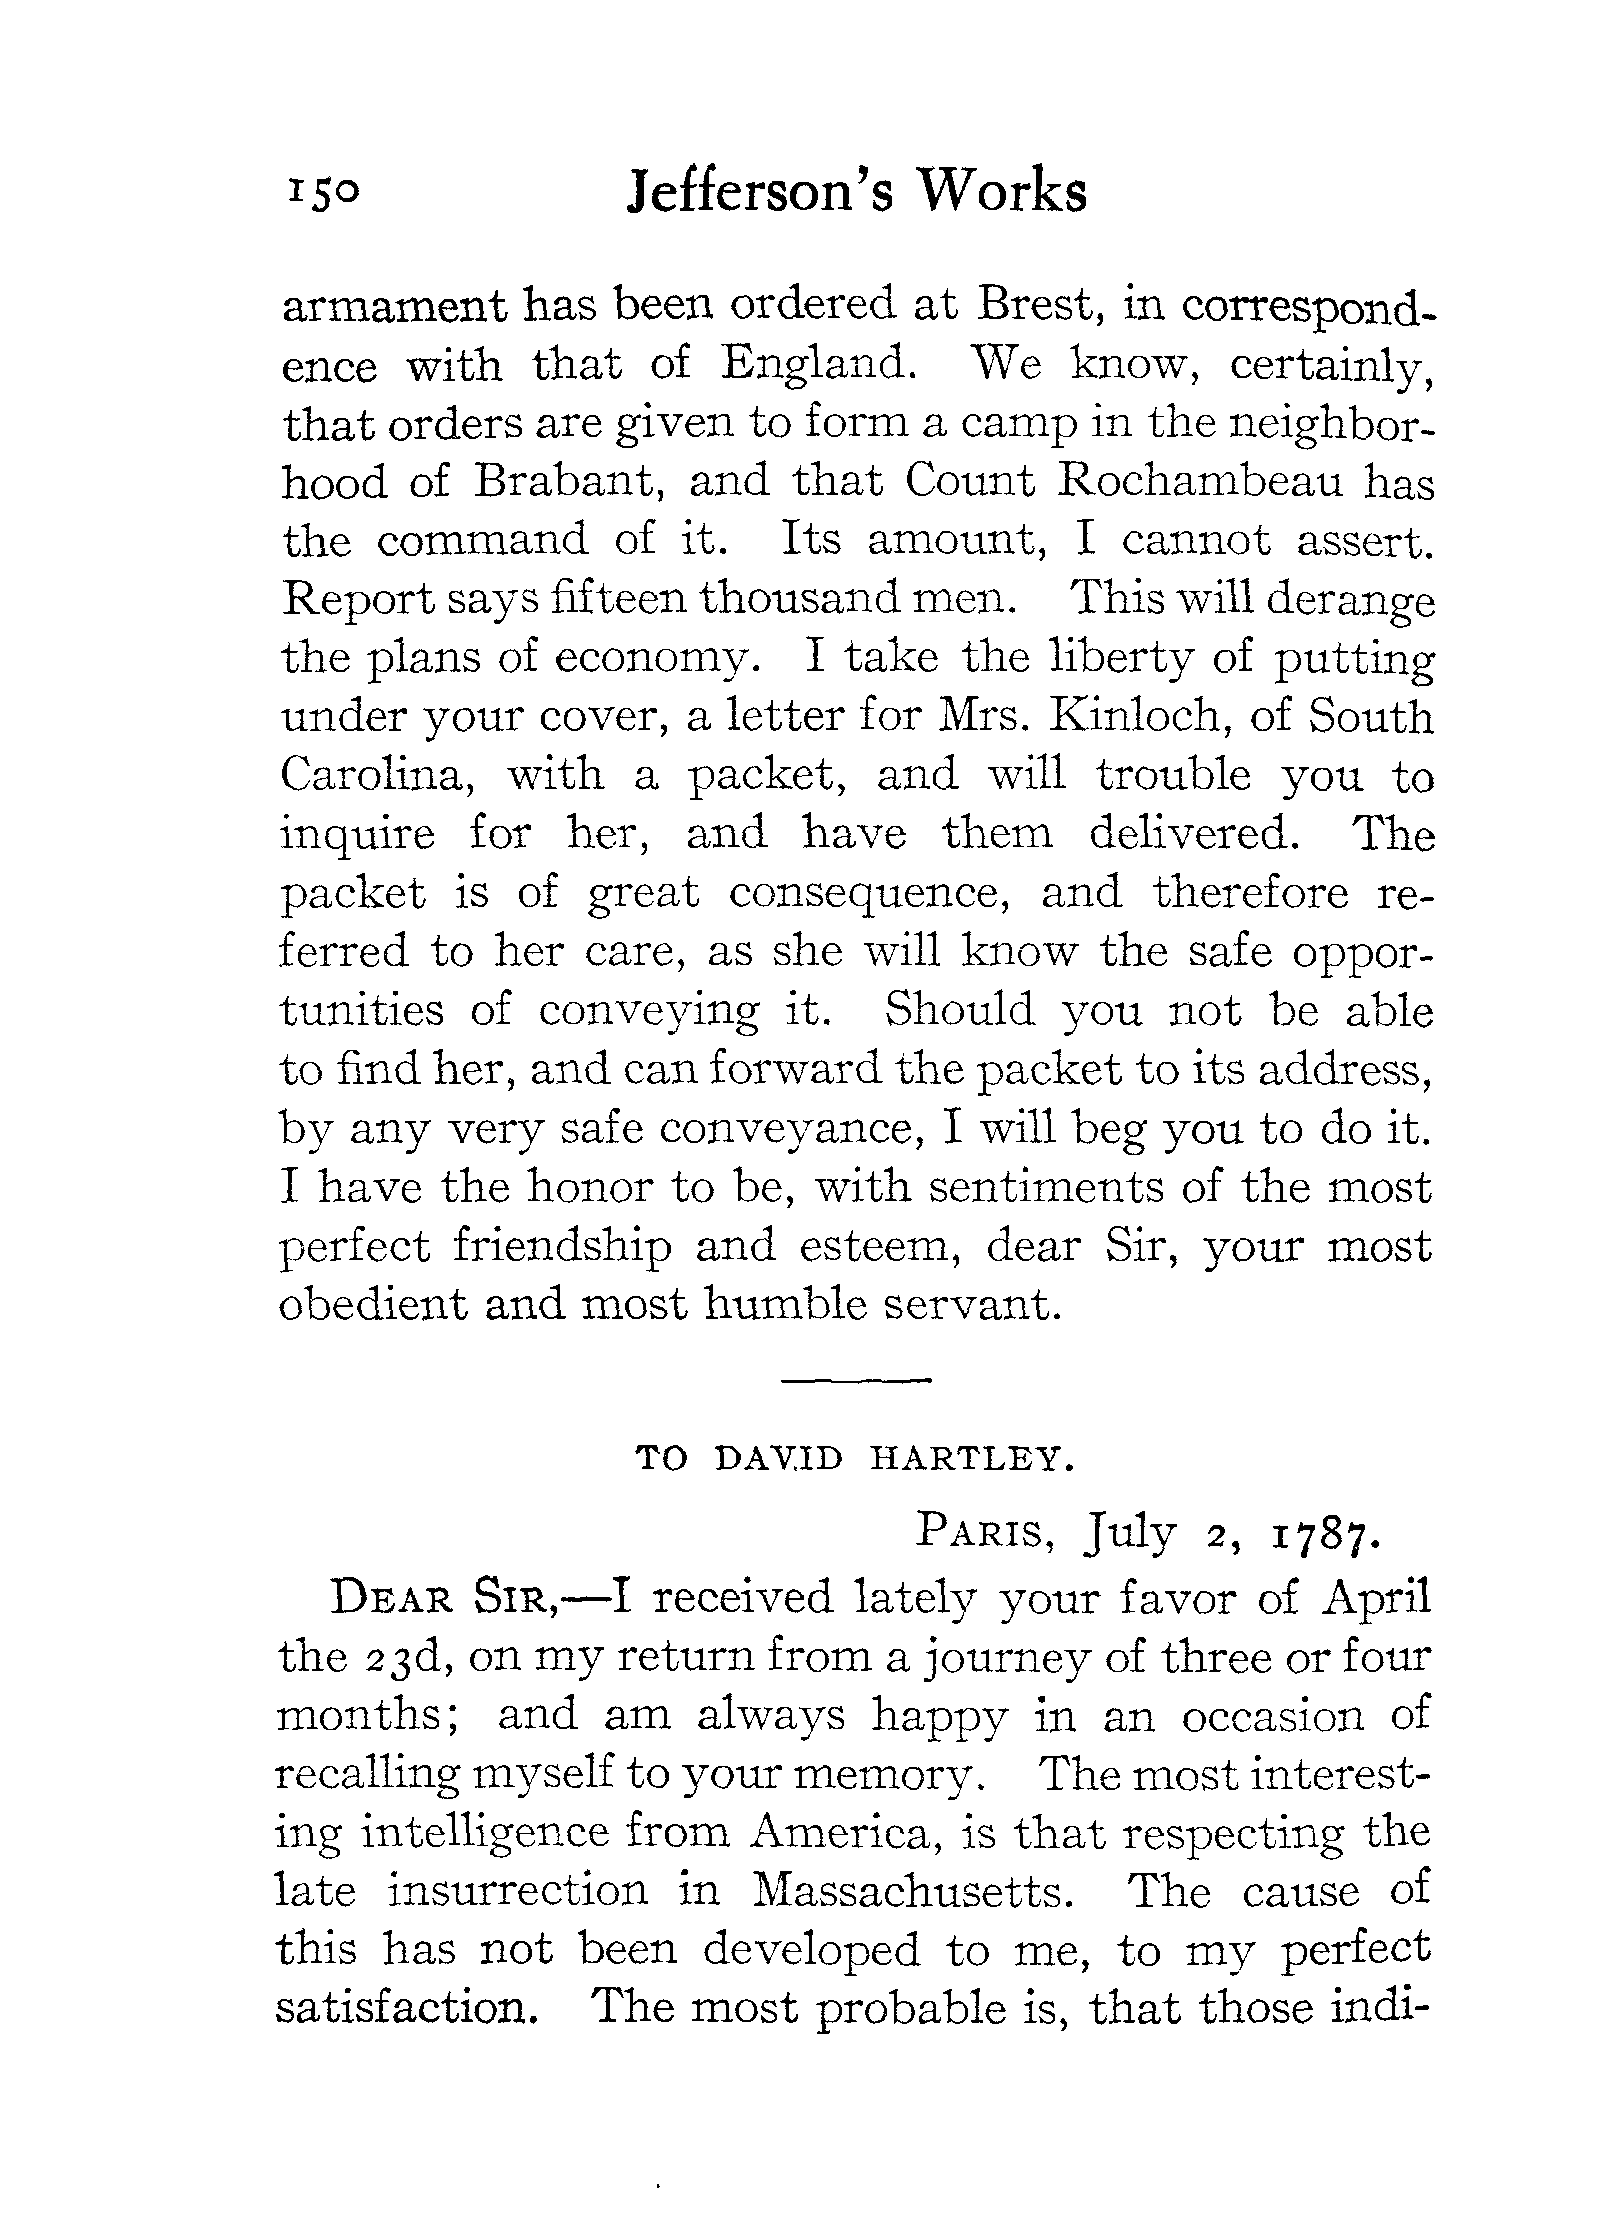 150 Jefferson's Works
armament has been ordered at Brest, in correspond-
ence with that of England. We know, certainly,
that orders are given to form a camp in the neighbor-
hood of Brabant, and that Count Rochambeau has
the command of it. Its amount, I cannot assert.
Report says fifteen thousand men. This will derange
the plans of economy. I take the liberty of putting
under your cover, a letter for Mrs. Kinloch, of South
Carolina, with a packet, and will trouble you to
inquire for her, and have them delivered. The
packet is of great consequence, and therefore re-
ferred to her care, as she will know the safe oppor-
tunities of conveying it. Should you not be able
to find her, and can forward the packet to its address,
by any very safe conveyance, I will beg you to do it.
I have the honor to be, with sentiments of the most
perfect friendship and esteem, dear Sir, your most
obedient and most humble servant.
TO DAVID HARTLEY.
PARIS, July 2, 1787.
DEAR SIR,—I received lately your favor of April
the 23d, on my return from a journey of three or four
months; and am always happy in an occasion of
recalling myself to your memory. The most interest-
ing intelligence from America, is that respecting the
late insurrection in Massachusetts. The cause of
this has not been developed to me, to my perfect
satisfaction. The most probable is, that those indi-